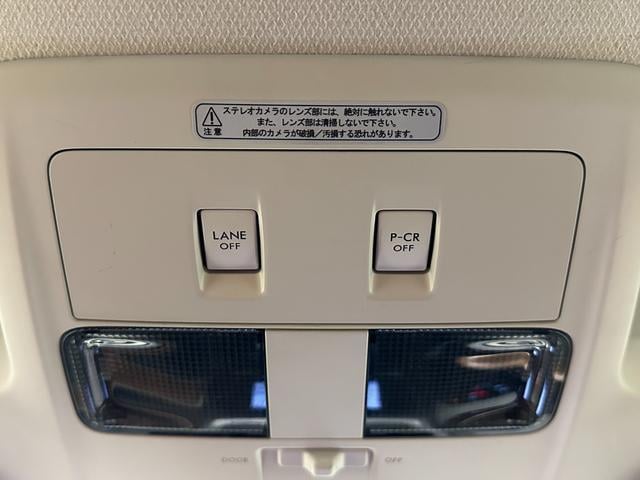 ステレオカメラのレンズ部には、絶対に触れないで下さい。
また、レンズ部は清掃しないで下さい。
注意
内部のカメラが破損／汚損する恐れがあります。
LANE OFF
P-CR OFF
DOOR OFF